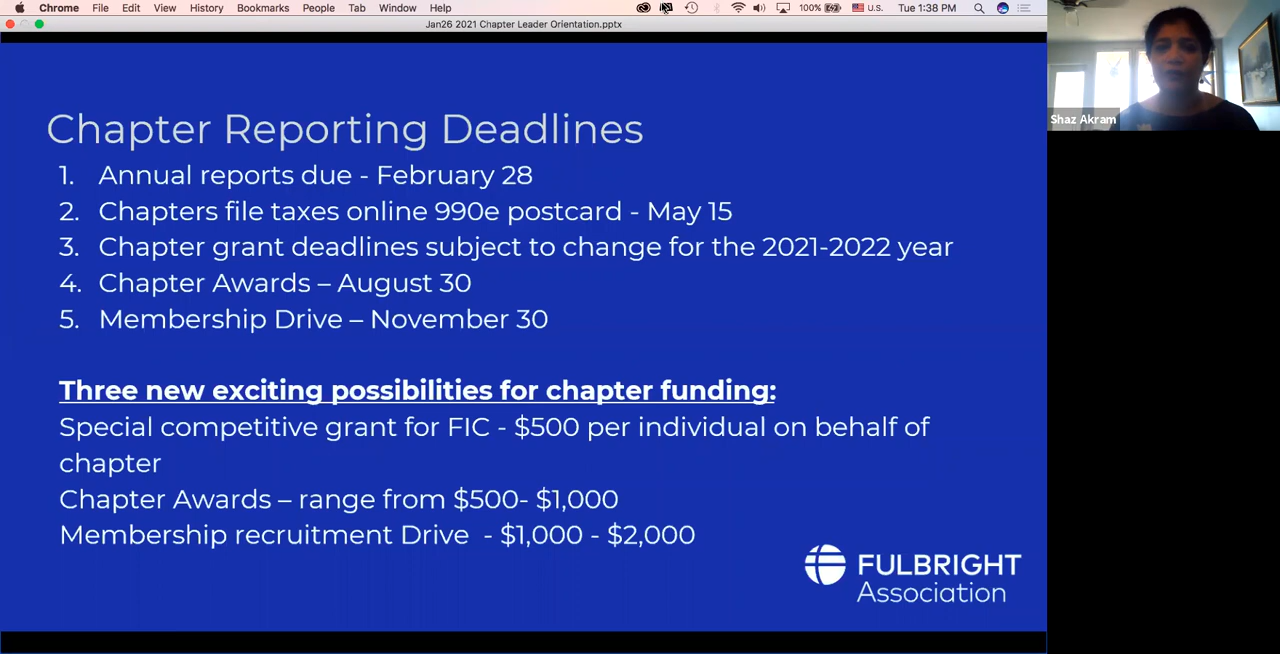 Chrome File Edit View History Bookmarks People Tab Window Help 100% U.S. Tue 1:38 PM
Jan26 2021 Chapter Leader Orientation.pptx
Shaz Akram
Chapter Reporting Deadlines
1. Annual reports due - February 28
2. Chapters file taxes online 990e postcard - May 15
3. Chapter grant deadlines subject to change for the 2021-2022 year
4. Chapter Awards – August 30
5. Membership Drive – November 30
Three new exciting possibilities for chapter funding:
Special competitive grant for FIC - $500 per individual on behalf of
chapter
Chapter Awards – range from $500- $1,000
Membership recruitment Drive - $1,000 - $2,000
FULBRIGHT
Association